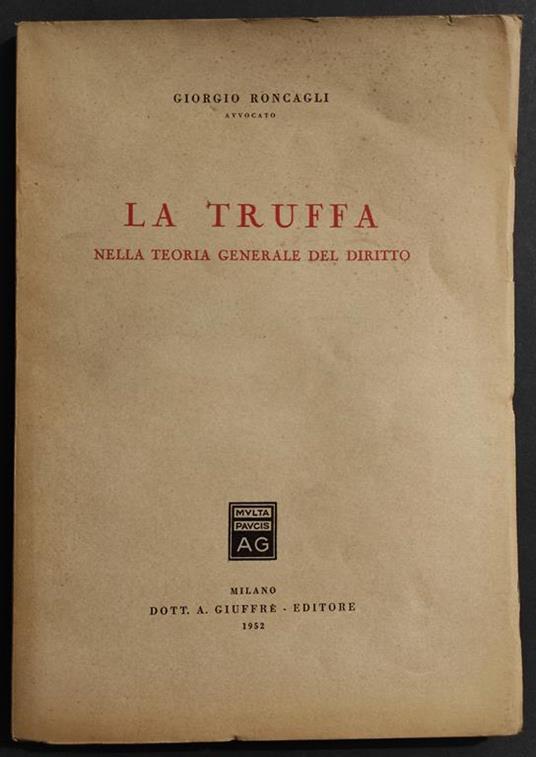 GIORGIO RONCAGLI
AVVOCATO
LA TRUFFA
NELLA TEORIA GENERALE DEL DIRITTO
MVLTA
PAVCIS
AG
MILANO
DOTT. A. GIUFFRÈ - EDITORE
1952